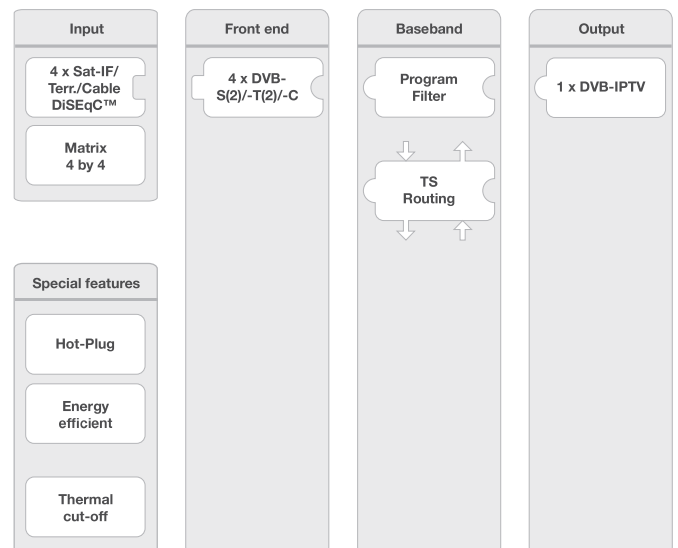 Input
4 x Sat-IF/
Terr./Cable
DiSEqC™
Matrix
4 by 4
Front end
4 x DVB-
S(2)/-T(2)/-C
Baseband
Program
Filter
TS
Routing
Output
1 x DVB-IPTV
Special features
Hot-Plug
Energy
efficient
Thermal
cut-off